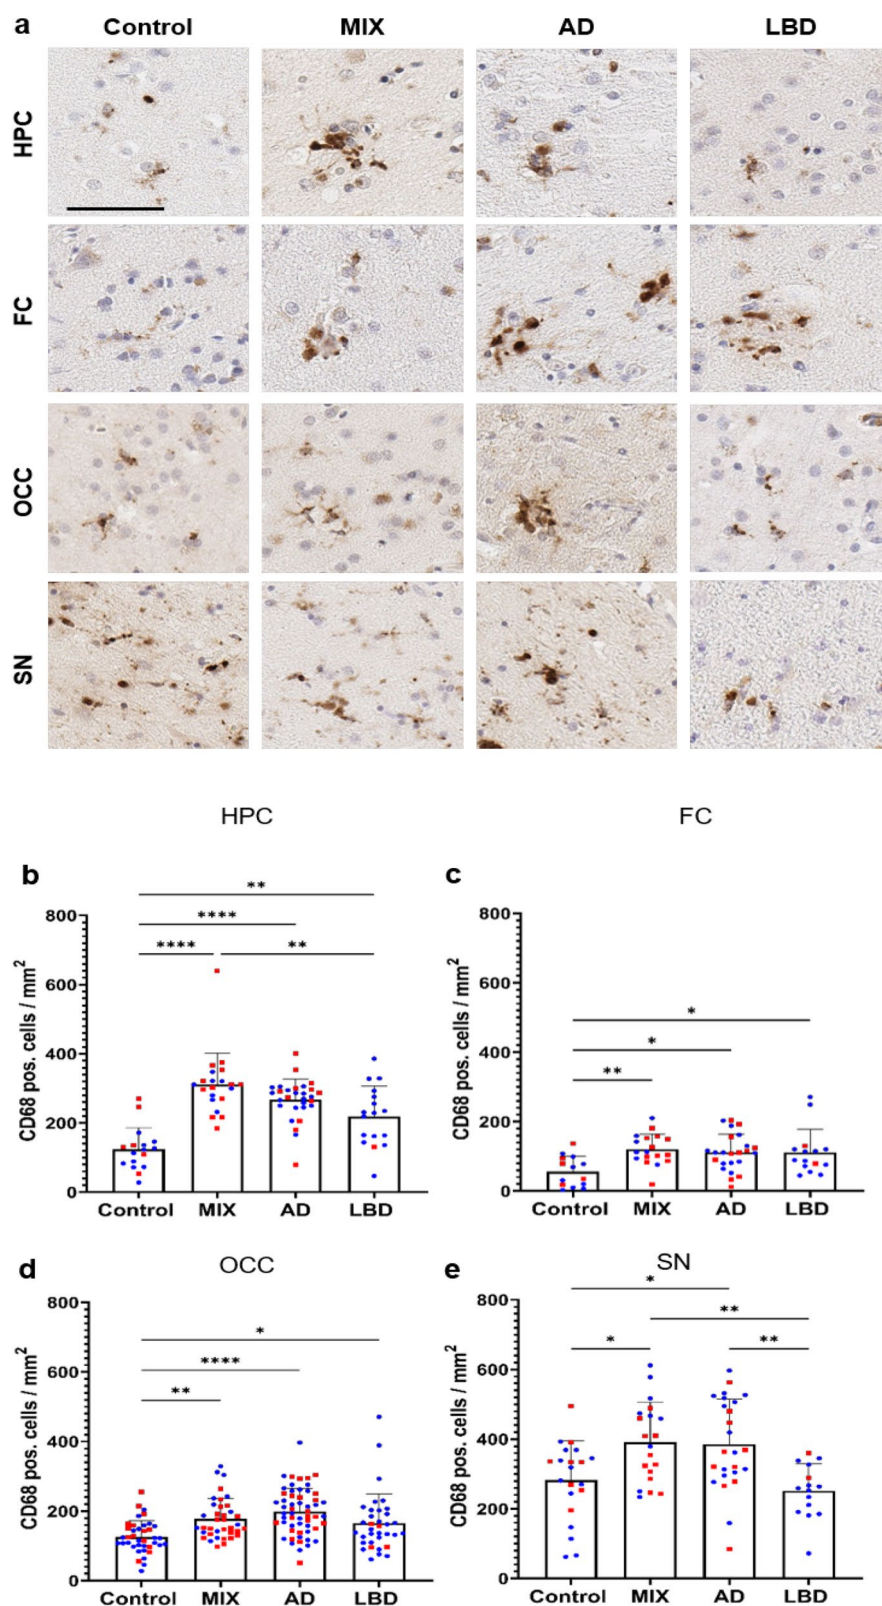 a
Control MIX AD LBD
HPC
FC
OCC
SN
HPC FC
b
**
****
**** **
CD68 pos. cells / mm²
800
600
400
200
0
Control MIX AD LBD
c
*
*
**
CD68 pos. cells / mm²
800
600
400
200
0
Control MIX AD LBD
d OCC
*
****
**
CD68 pos. cells / mm²
800
600
400
200
0
Control MIX AD LBD
e SN
*
**
* **
CD68 pos. cells / mm²
800
600
400
200
0
Control MIX AD LBD